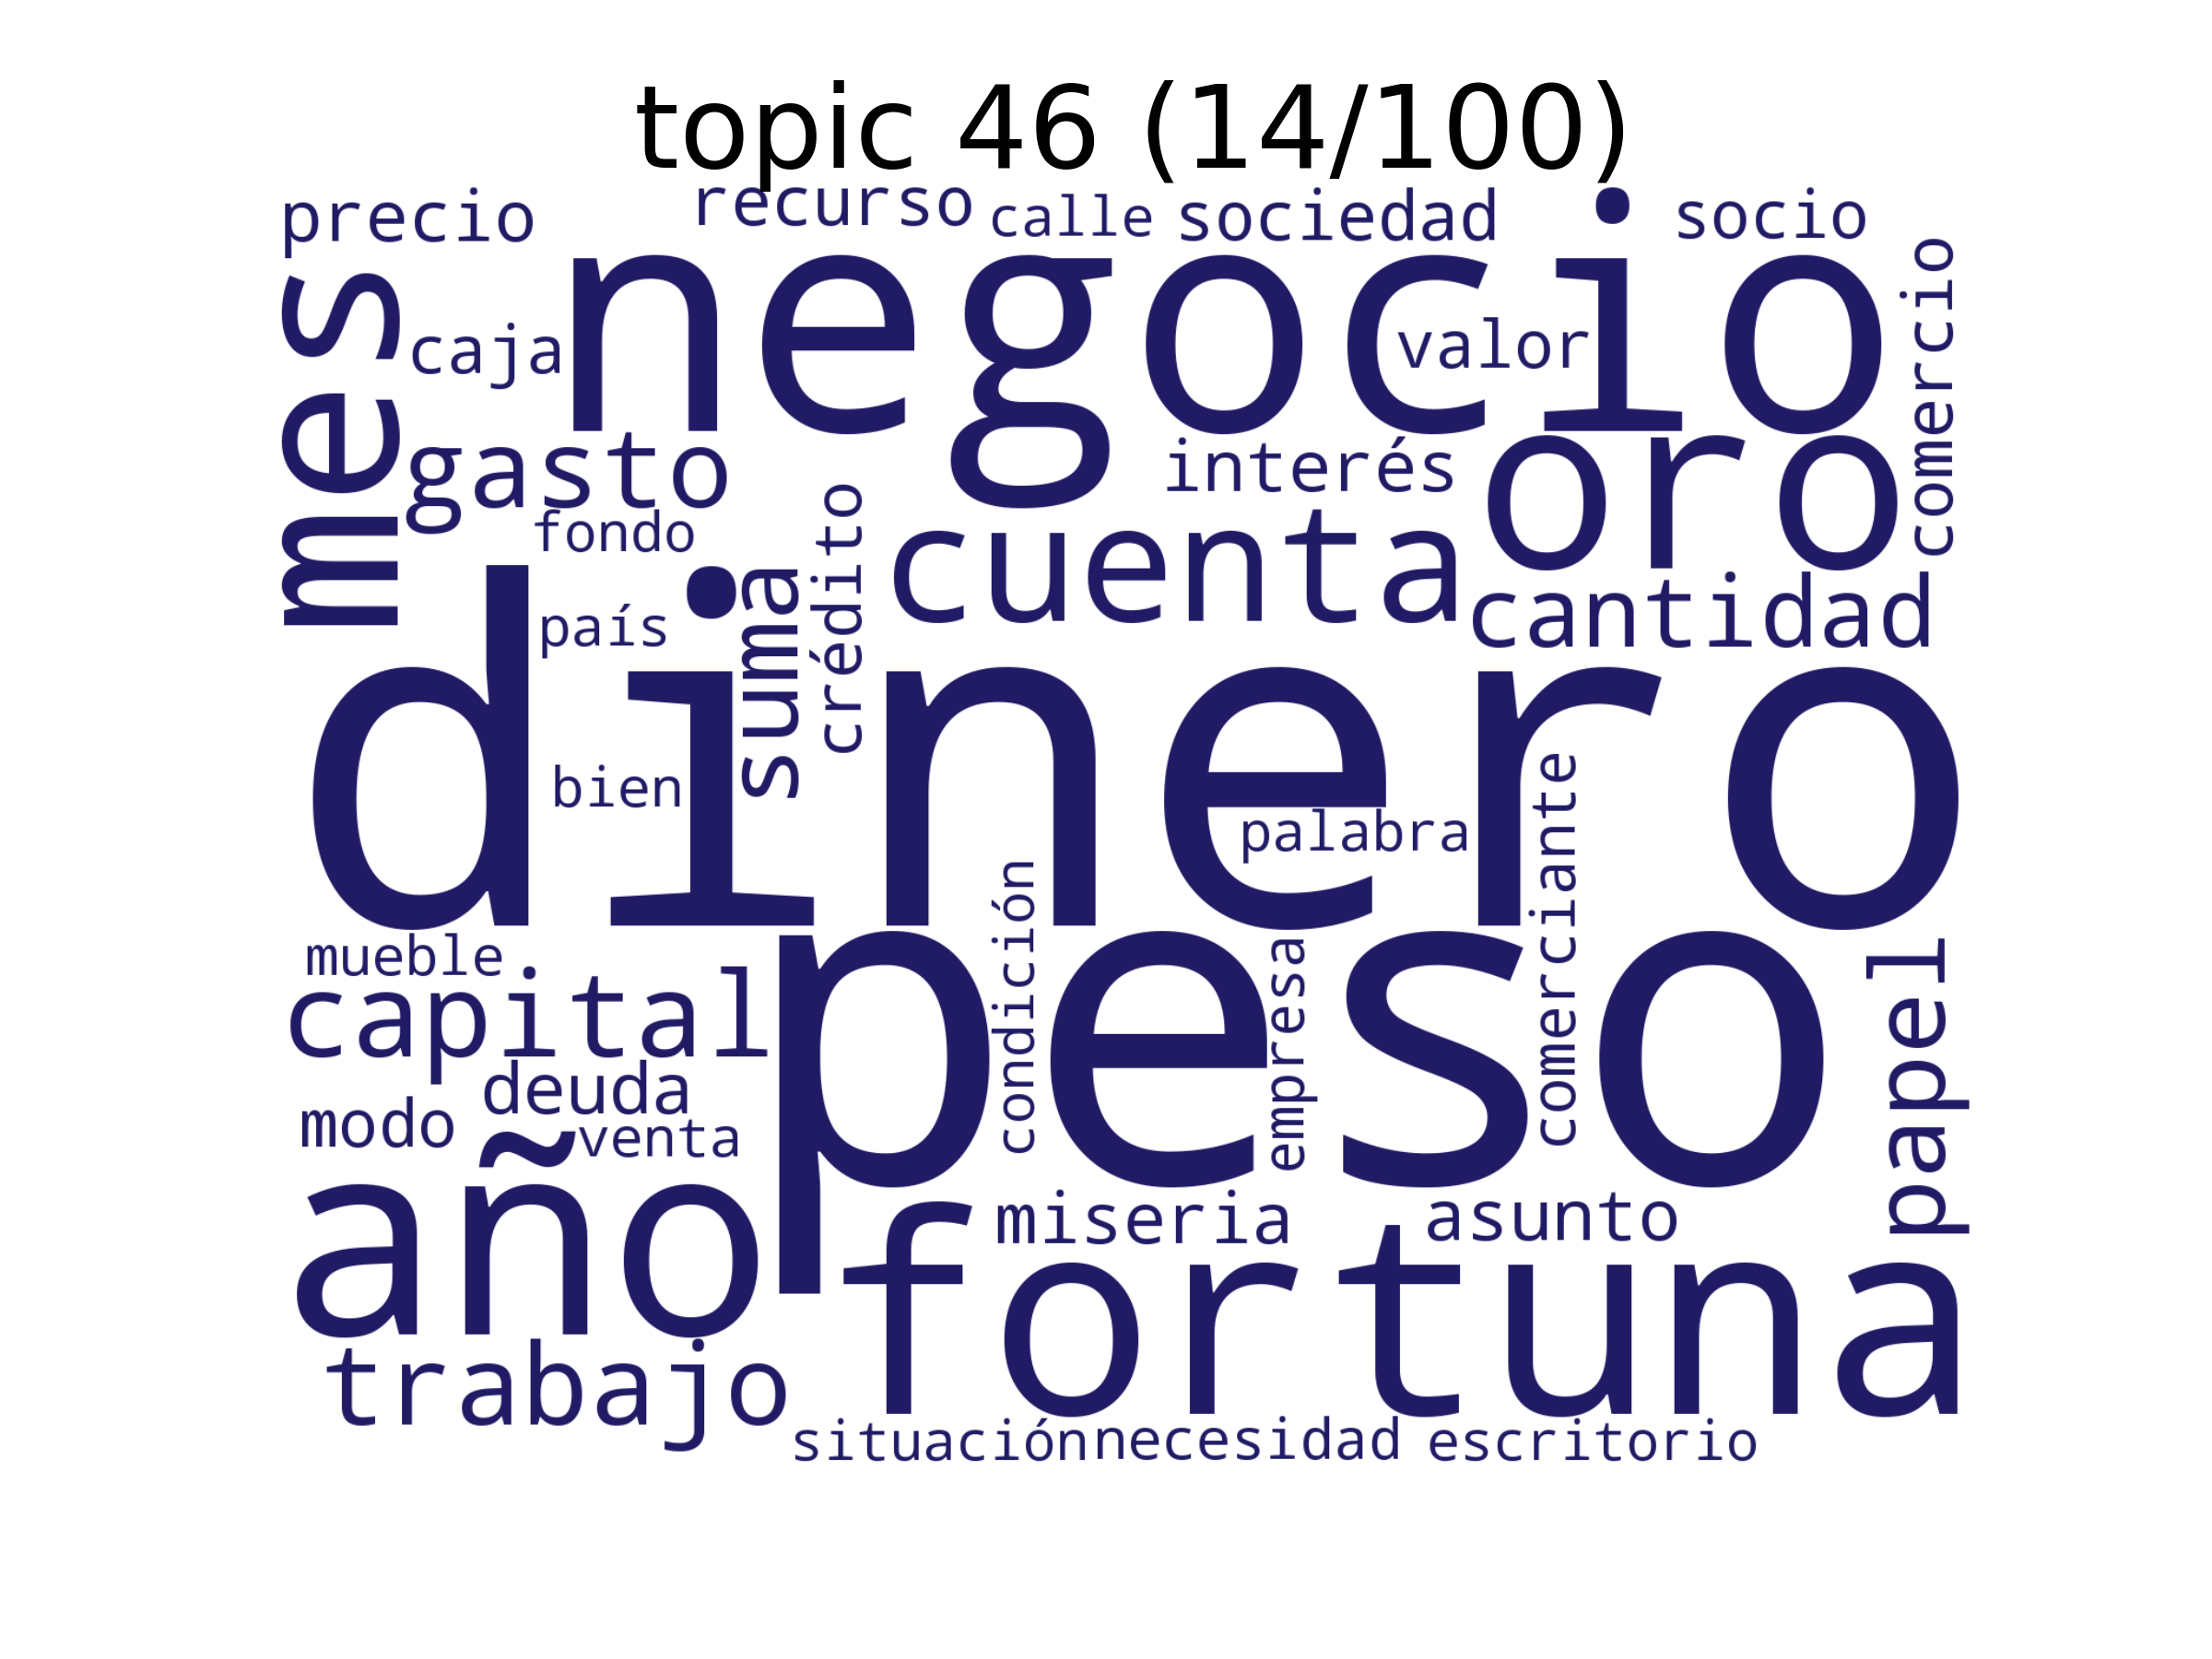 topic 46 (14/100)
precio
recurso
calle
sociedad
socio
mes
negocio
caja
valor
comercio
gasto
interés
oro
fondo
crédito
cuenta
cantidad
país
suma
dinero
bien
palabra
comerciante
mueble
capital
peso
condición
empresa
papel
deuda
modo
venta
año
miseria
asunto
fortuna
trabajo
situación
necesidad
escritorio